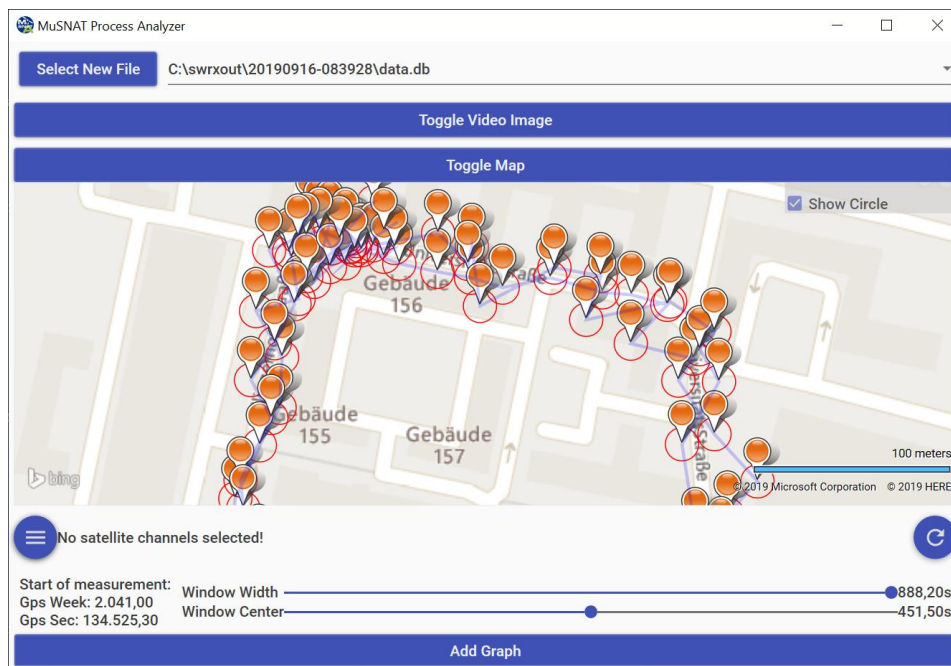 MuSNAT Process Analyzer
Select New File
C:\swrxout\20190916-083928\data.db
Toggle Video Image
Toggle Map
Show Circle
Gebäude
156
Gebäude
155
Gebäude
157
bing
100 meters
© 2019 Microsoft Corporation © 2019 HERE
No satellite channels selected!
Start of measurement:
Gps Week: 2.041,00
Gps Sec: 134.525,30
Window Width
888,20s
Window Center
451,50s
Add Graph